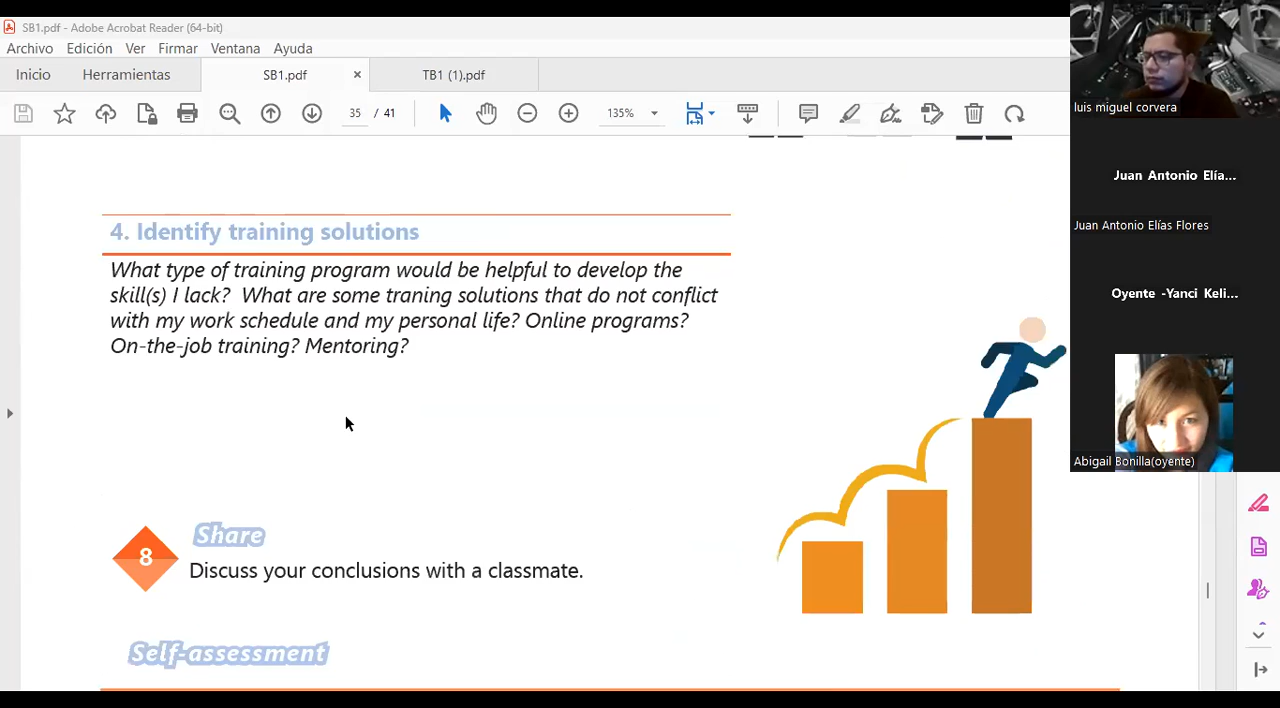 SB1.pdf - Adobe Acrobat Reader (64-bit)
Archivo Edición Ver Firmar Ventana Ayuda
Inicio Herramientas SB1.pdf × TB1 (1).pdf
35 / 41 135%
4. Identify training solutions
What type of training program would be helpful to develop the
skill(s) I lack? What are some traning solutions that do not conflict
with my work schedule and my personal life? Online programs?
On-the-job training? Mentoring?
8
Share
Discuss your conclusions with a classmate.
Self-assessment
luis miguel corvera
Juan Antonio Elía...
Juan Antonio Elías Flores
Oyente -Yanci Keli...
Abigail Bonilla(oyente)